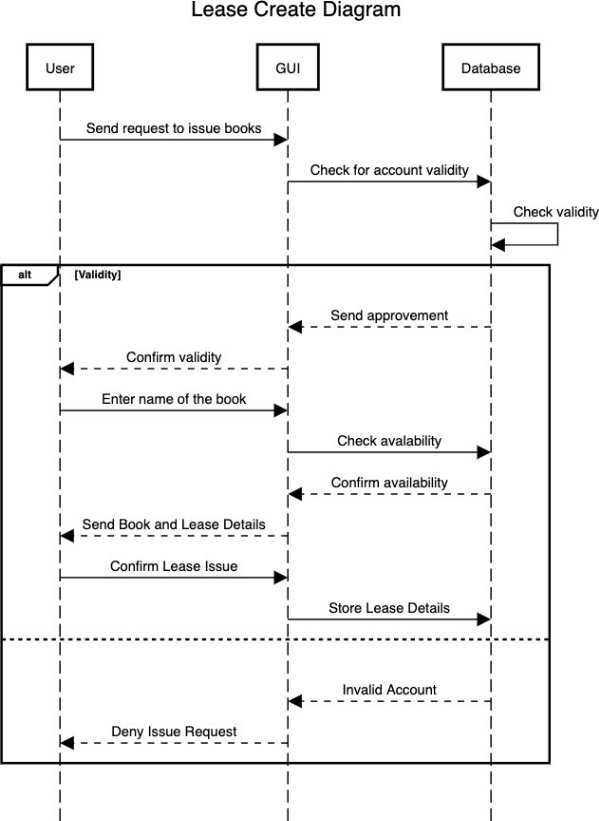 Lease Create Diagram
User
GUI
Database
Send request to issue books
Check for account validity
Check validity
alt
[Validity]
Send approvement
Confirm validity
Enter name of the book
Check avalability
Confirm availability
Send Book and Lease Details
Confirm Lease Issue
Store Lease Details
Invalid Account
Deny Issue Request